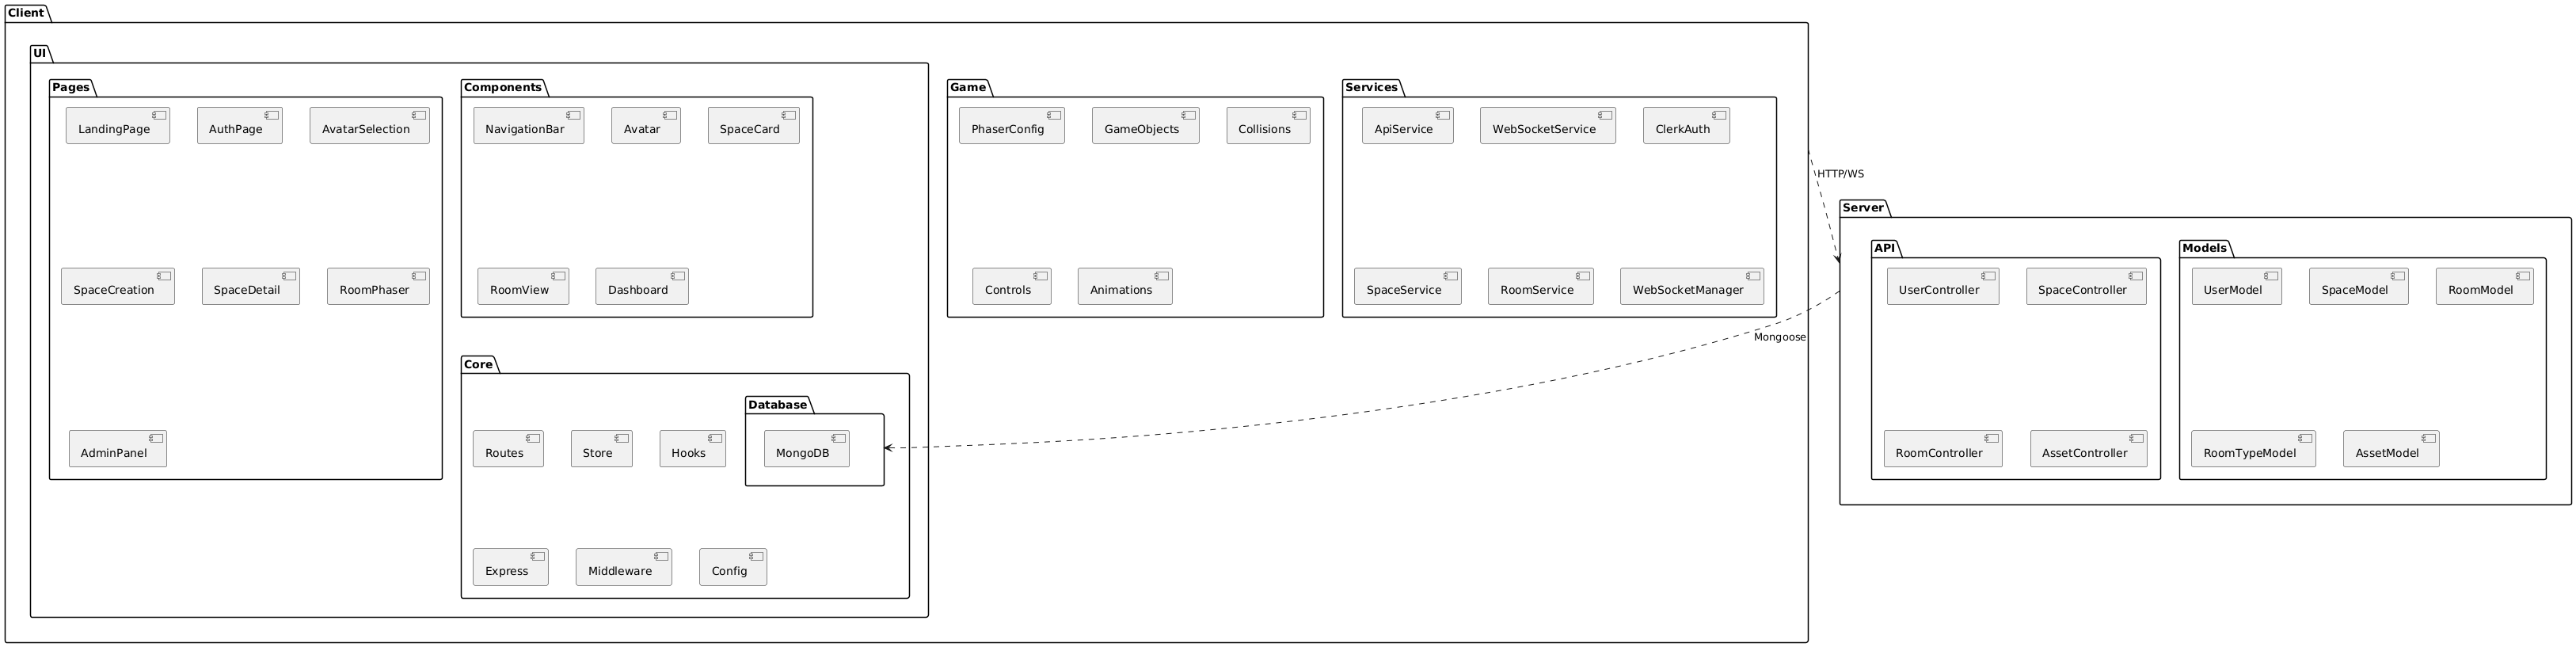 Client
UI
Pages
LandingPage
AuthPage
AvatarSelection
SpaceCreation
SpaceDetail
RoomPhaser
AdminPanel
Components
NavigationBar
Avatar
SpaceCard
RoomView
Dashboard
Core
Routes
Store
Hooks
Database
MongoDB
Express
Middleware
Config
Game
PhaserConfig
GameObjects
Collisions
Controls
Animations
Services
ApiService
WebSocketService
ClerkAuth
SpaceService
RoomService
WebSocketManager
HTTP/WS
Mongoose
Server
API
UserController
SpaceController
RoomController
AssetController
Models
UserModel
SpaceModel
RoomModel
RoomTypeModel
AssetModel